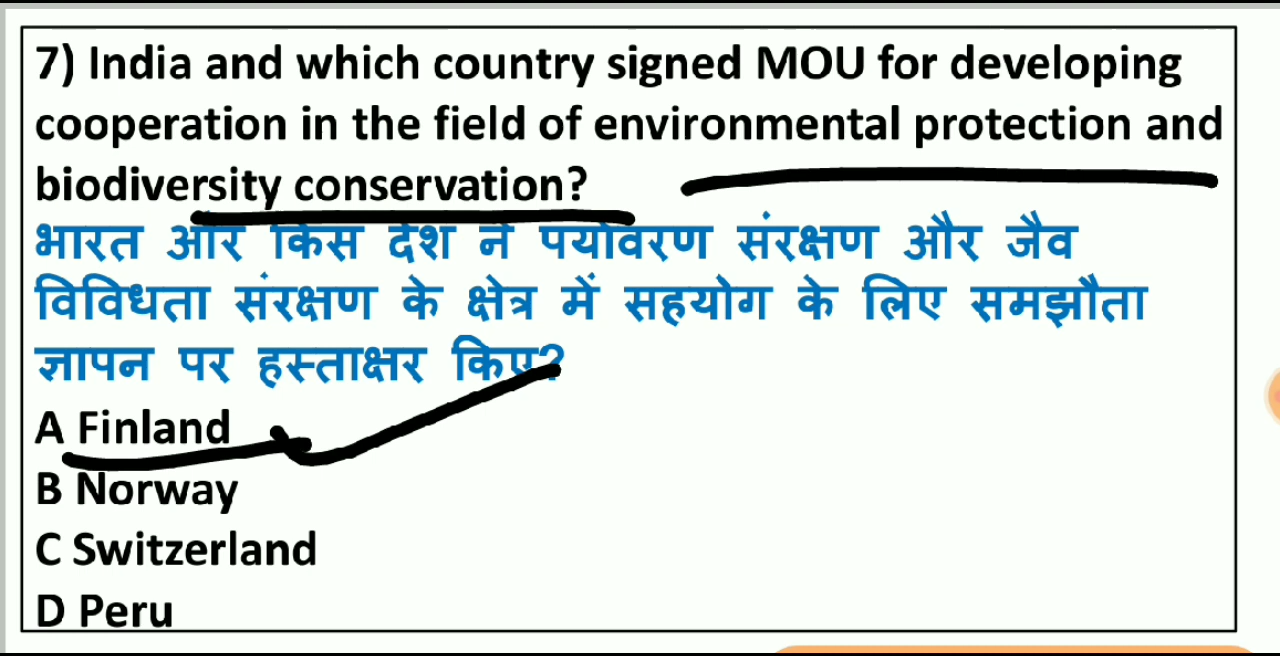 7) India and which country signed MOU for developing
cooperation in the field of environmental protection and
biodiversity conservation?
भारत और किस देश ने पर्यावरण संरक्षण और जैव
विविधता संरक्षण के क्षेत्र में सहयोग के लिए समझौता
ज्ञापन पर हस्ताक्षर किए?
A Finland
B Norway
C Switzerland
D Peru